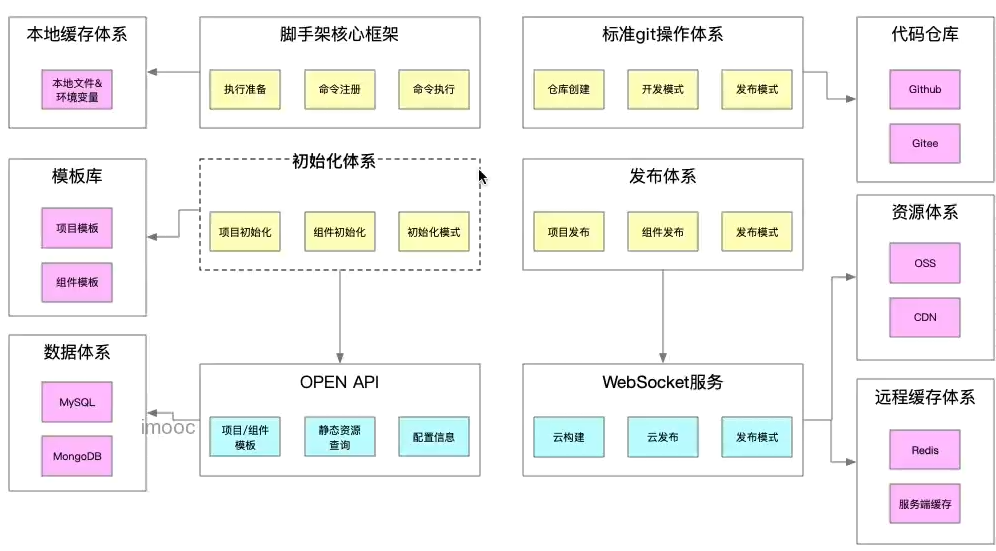 本地缓存体系
本地文件&
环境变量
脚手架核心框架
执行准备
命令注册
命令执行
标准git操作体系
仓库创建
开发模式
发布模式
代码仓库
Github
Gitee
模板库
项目模板
组件模板
初始化体系
项目初始化
组件初始化
初始化模式
发布体系
项目发布
组件发布
发布模式
资源体系
OSS
CDN
数据体系
MySQL
MongoDB
imooc
OPEN API
项目/组件
模板
静态资源
查询
配置信息
WebSocket服务
云构建
云发布
发布模式
远程缓存体系
Redis
服务端缓存